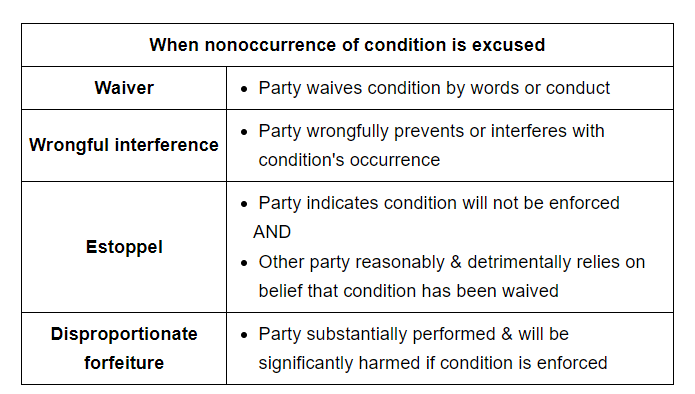 When nonoccurrence of condition is excused
Waiver
• Party waives condition by words or conduct
Wrongful interference
• Party wrongfully prevents or interferes with
condition's occurrence
Estoppel
• Party indicates condition will not be enforced
AND
• Other party reasonably & detrimentally relies on
belief that condition has been waived
Disproportionate
forfeiture
• Party substantially performed & will be
significantly harmed if condition is enforced